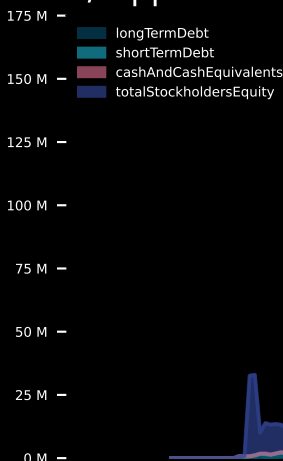 175 M
longTermDebt
shortTermDebt
cashAndCashEquivalents
totalStockholdersEquity
150 M
125 M
100 M
75 M
50 M
25 M
0 M